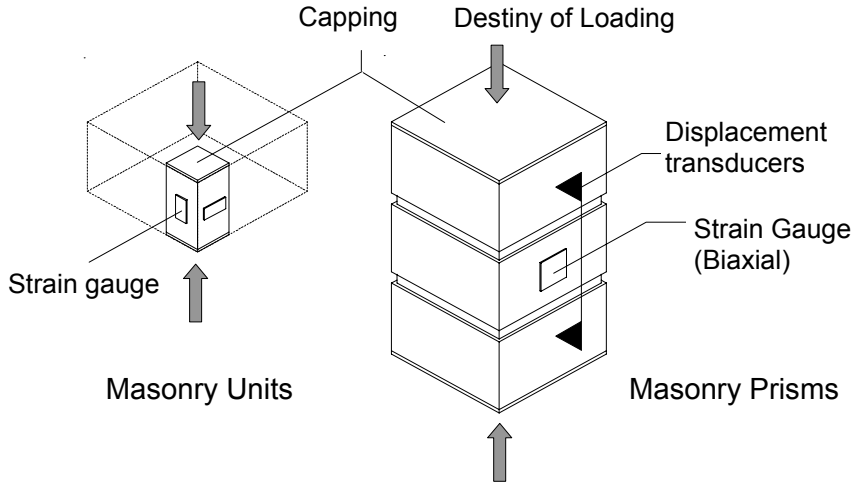 Capping
Destiny of Loading
Displacement
transducers
Strain Gauge
(Biaxial)
Strain gauge
Masonry Units
Masonry Prisms